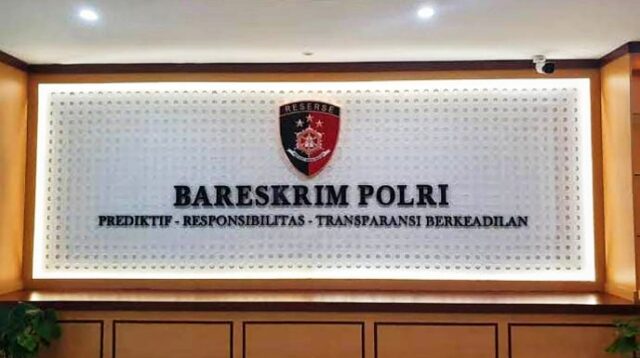 RESERSE
BARESKRIM POLRI
PREDIKTIF - RESPONSIBILITAS - TRANSPARANSI BERKEADILAN